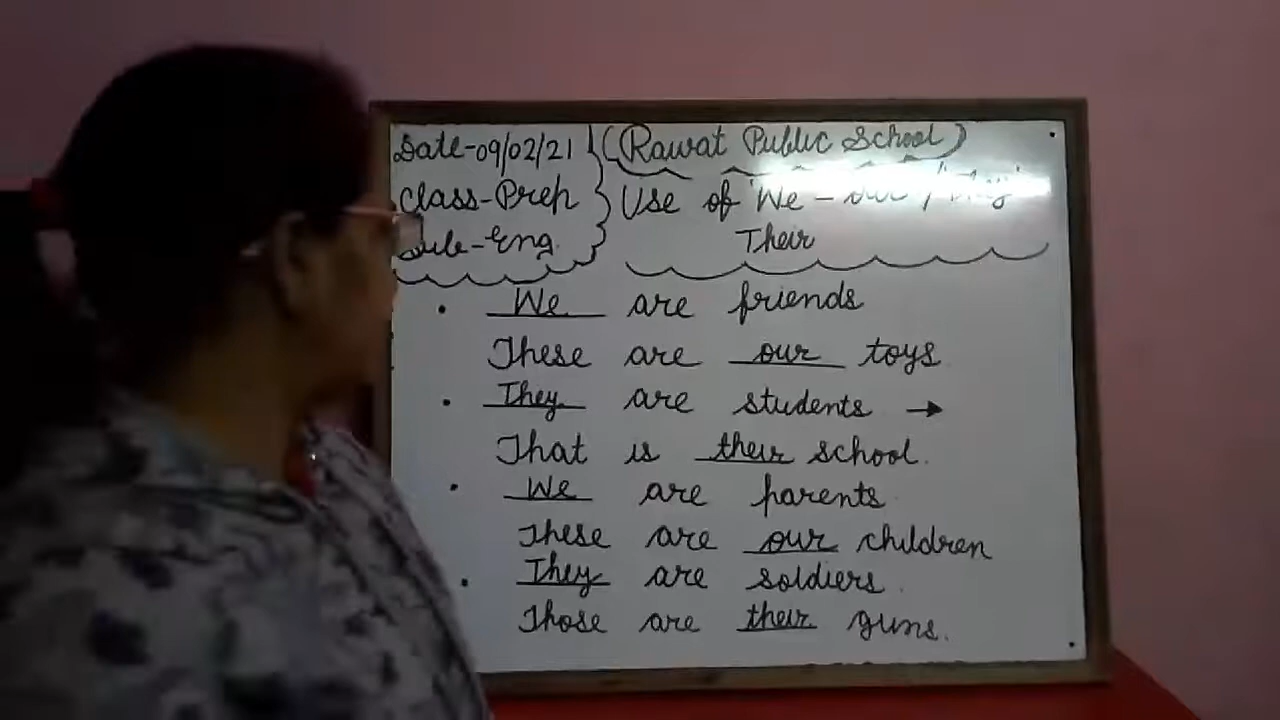 Date-09/02/21 (Rawat Public School)
Class-Prep Use of 'We - our / They'
Sub-Eng. Their
• We are friends
These are our toys.
• They are students →
That is their school.
• We are parents.
These are our children
• They are soldiers.
Those are their guns.